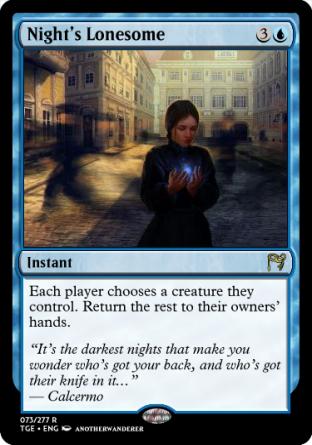 Night's Lonesome 3
Instant
Each player chooses a creature they
control. Return the rest to their owners'
hands.
“It's the darkest nights that make you
wonder who's got your back, and who's got
their knife in it…”
— Calcermo
073/277 R
TGE • ENG ANOTHERWANDERER